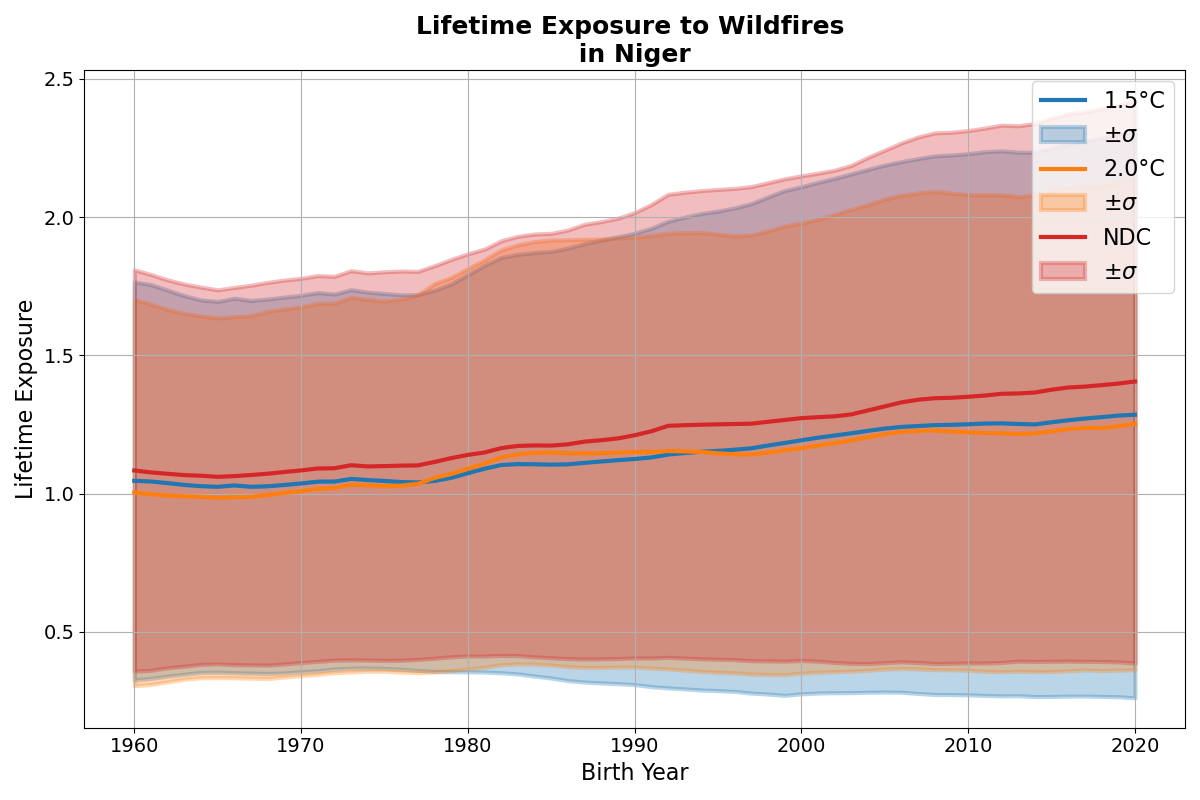 Lifetime Exposure to Wildfires
in Niger
Lifetime Exposure
2.5
2.0
1.5
1.0
0.5
1960 1970 1980 1990 2000 2010 2020
Birth Year
1.5°C
±σ
2.0°C
±σ
NDC
±σ